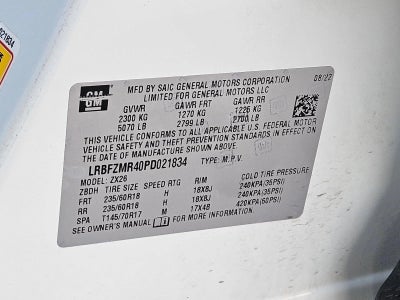 021834
GM
MFD BY SAIC GENERAL MOTORS CORPORATION 08/22
LIMITED FOR GENERAL MOTORS LLC
GVWR GAWR FRT GAWR RR
2300 KG 1270 KG 1225 KG
5070 LB 2799 LB 2700 LB
THIS VEHICLE CONFORMS TO ALL APPLICABLE U.S. FEDERAL MOTOR
VEHICLE SAFETY AND THEFT PREVENTION STANDARDS IN EFFECT ON
THE DATE OF MANUFACTURE SHOWN ABOVE.
LRBFZMR40PD021834 TYPE: M.P.V.
MODEL: ZX26
ZBDH TIRE SIZE SPEED RTG RIM COLD TIRE PRESSURE
FRT 235/60R18 H 18X8J 240KPA(35PSI)
RR 235/60R18 H 18X8J 240KPA(35PSI)
SPA T145/70R17 M 17X4B 420KPA(60PSI)
SEE OWNER'S MANUAL FOR MORE INFORMATION.